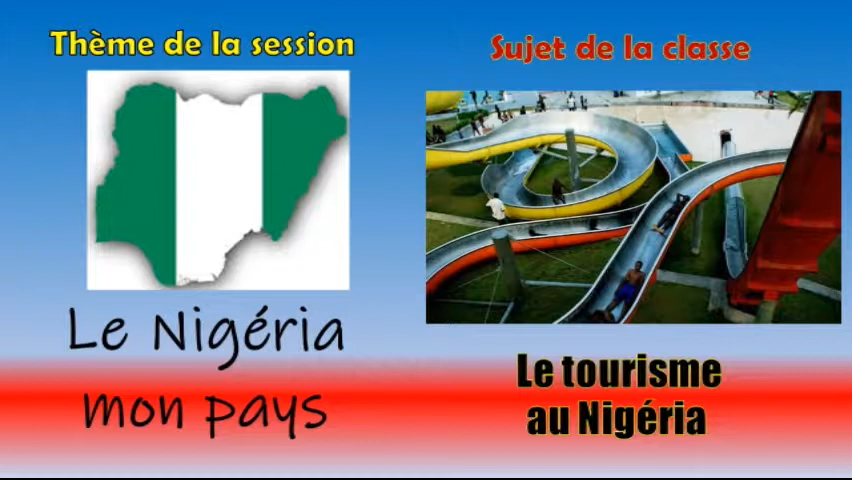 Thème de la session
Le Nigéria
mon pays
Sujet de la classe
Le tourisme
au Nigéria